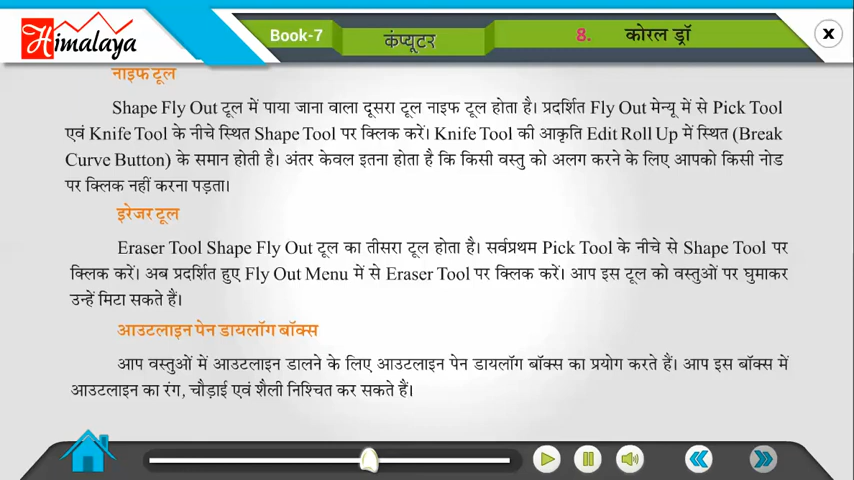 Himalaya
Book-7
कंप्यूटर
8. कोरल ड्रॉ
X
नाइफ टूल
Shape Fly Out टूल में पाया जाना वाला दूसरा टूल नाइफ टूल होता है। प्रदर्शित Fly Out मेन्यू में से Pick Tool
एवं Knife Tool के नीचे स्थित Shape Tool पर क्लिक करें। Knife Tool की आकृति Edit Roll Up में स्थित (Break
Curve Button) के समान होती है। अंतर केवल इतना होता है कि किसी वस्तु को अलग करने के लिए आपको किसी नोड
पर क्लिक नहीं करना पड़ता।
इरेजर टूल
Eraser Tool Shape Fly Out टूल का तीसरा टूल होता है। सर्वप्रथम Pick Tool के नीचे से Shape Tool पर
क्लिक करें। अब प्रदर्शित हुए Fly Out Menu में से Eraser Tool पर क्लिक करें। आप इस टूल को वस्तुओं पर घुमाकर
उन्हें मिटा सकते हैं।
आउटलाइन पेन डायलॉग बॉक्स
आप वस्तुओं में आउटलाइन डालने के लिए आउटलाइन पेन डायलॉग बॉक्स का प्रयोग करते हैं। आप इस बॉक्स में
आउटलाइन का रंग, चौड़ाई एवं शैली निश्चित कर सकते हैं।